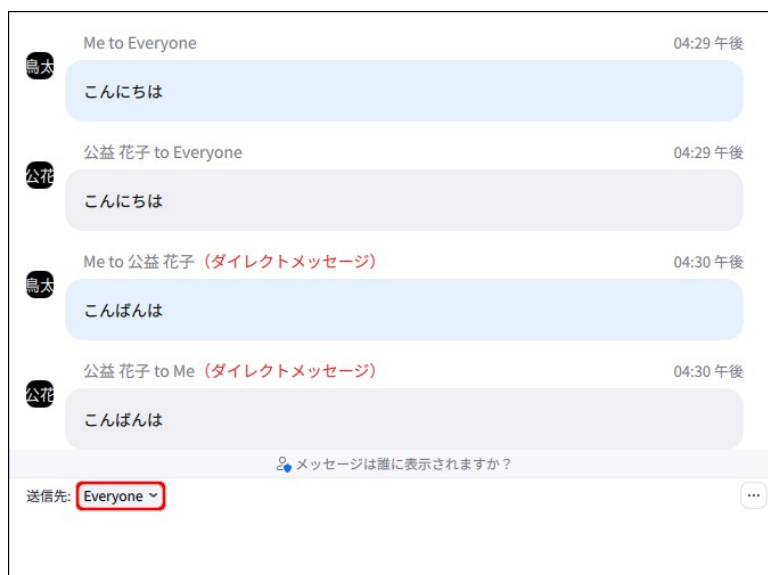 Me to Everyone 04:29 午後
鳥太
こんにちは
公益 花子 to Everyone 04:29 午後
公花
こんにちは
Me to 公益 花子（ダイレクトメッセージ） 04:30 午後
鳥太
こんばんは
公益 花子 to Me（ダイレクトメッセージ） 04:30 午後
公花
こんばんは
メッセージは誰に表示されますか？
送信先: Everyone